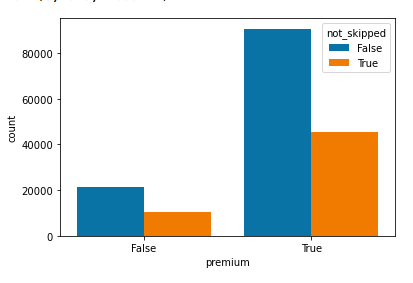 not_skipped
False
True
80000
60000
40000
20000
0
count
False
True
premium